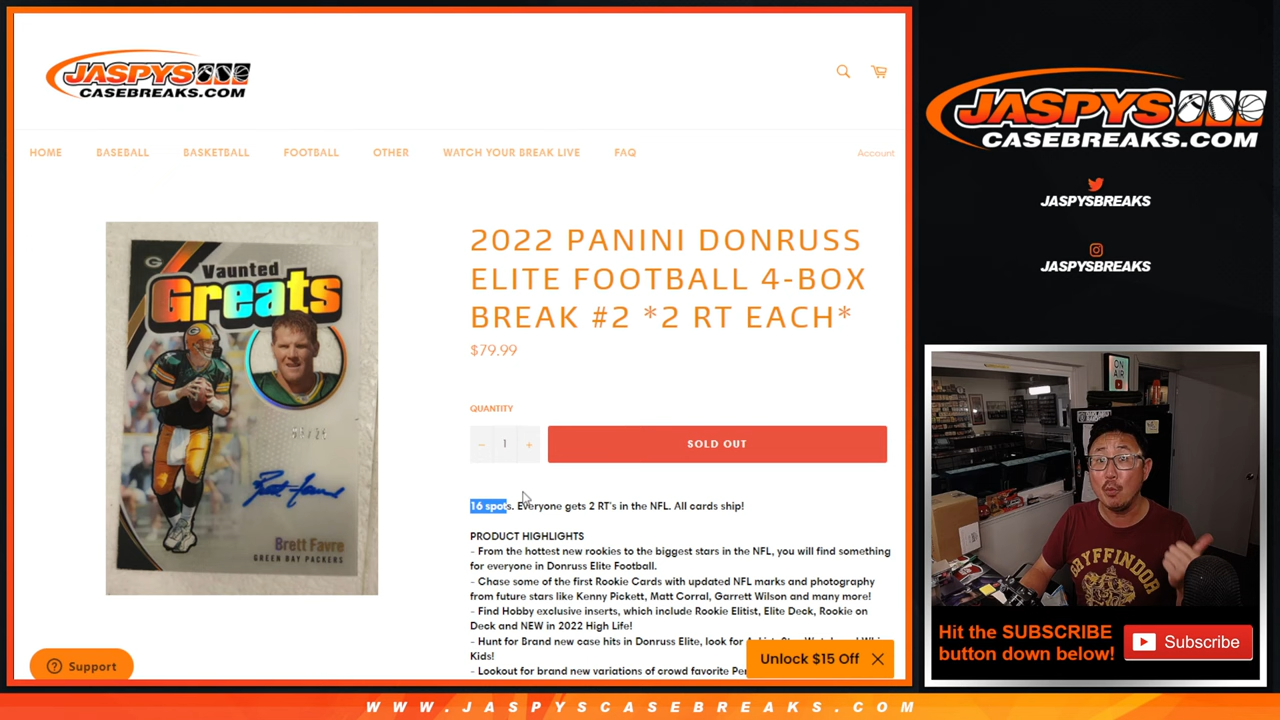 JASPYS
CASEBREAKS.COM
HOME
BASEBALL
BASKETBALL
FOOTBALL
OTHER
WATCH YOUR BREAK LIVE
FAQ
Account
G
Vaunted
Greats
Brett Favre
GREEN BAY PACKERS
2022 PANINI DONRUSS
ELITE FOOTBALL 4-BOX
BREAK #2 *2 RT EACH*
$79.99
QUANTITY
− 1 +
SOLD OUT
16 spots. Everyone gets 2 RT's in the NFL. All cards ship!
PRODUCT HIGHLIGHTS
- From the hottest new rookies to the biggest stars in the NFL, you will find something
for everyone in Donruss Elite Football.
- Chase some of the first Rookie Cards with updated NFL marks and photography
from future stars like Kenny Pickett, Matt Corral, Garrett Wilson and many more!
- Find Hobby exclusive inserts, which include Rookie Elitist, Elite Deck, Rookie on
Deck and NEW in 2022 High Life!
- Hunt for Brand new case hits in Donruss Elite, look for
Kids!
- Lookout for brand new variations of crowd favorite
Support
Unlock $15 Off
JASPYS
CASEBREAKS.COM
JASPYSBREAKS
JASPYSBREAKS
ON
AIR
GRYFFINDOR
Hit the SUBSCRIBE
button down below!
Subscribe
WWW.JASPYSCASEBREAKS.COM